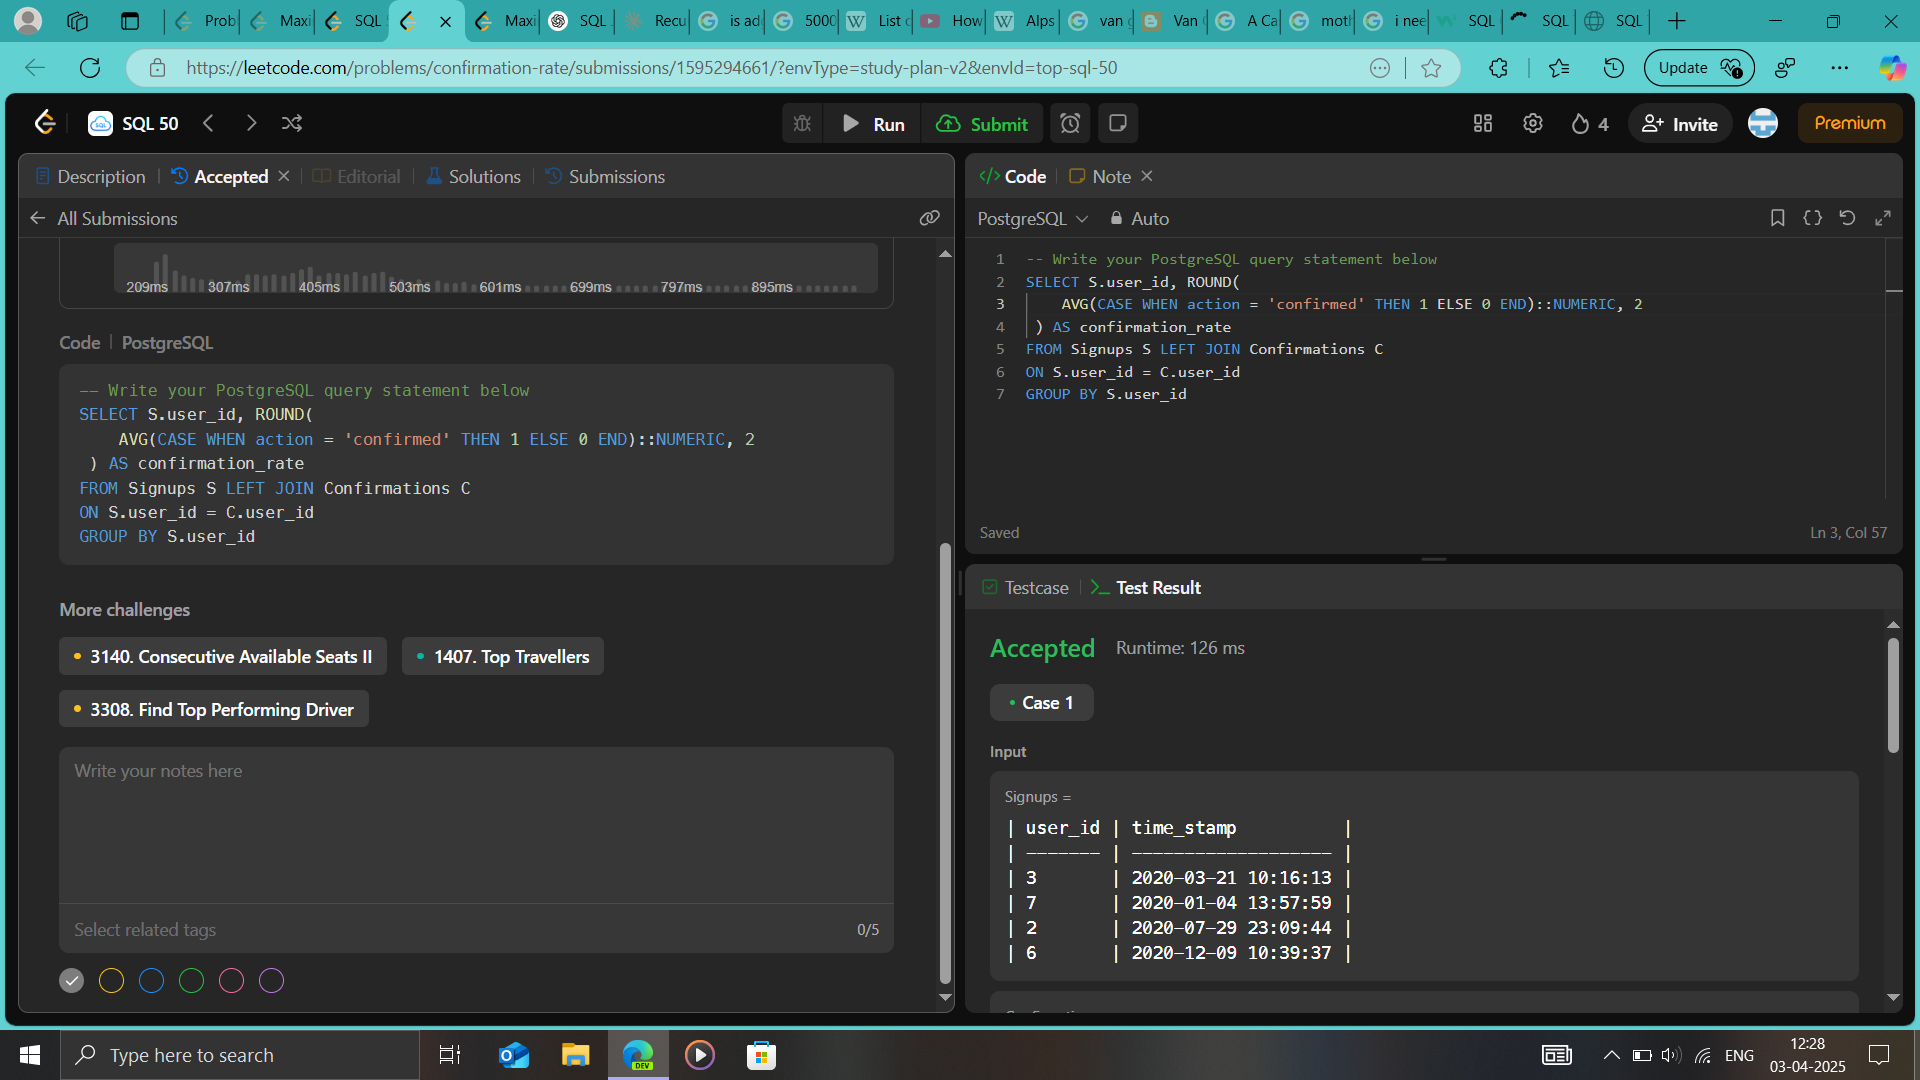 Prob
Maxi
SQL
Maxi
SQL
Recu
is ad
5000
List
How
Alps
van
Van
A Ca
moth
i nee
SQL
SQL
SQL
https://leetcode.com/problems/confirmation-rate/submissions/1595294661/?envType=study-plan-v2&envId=top-sql-50
Update
SQL 50
Run
Submit
4
Invite
Premium
Description
Accepted
Editorial
Solutions
Submissions
All Submissions
209ms 307ms 405ms 503ms 601ms 699ms 797ms 895ms
Code | PostgreSQL
-- Write your PostgreSQL query statement below
SELECT S.user_id, ROUND(
AVG(CASE WHEN action = 'confirmed' THEN 1 ELSE 0 END)::NUMERIC, 2
) AS confirmation_rate
FROM Signups S LEFT JOIN Confirmations C
ON S.user_id = C.user_id
GROUP BY S.user_id
More challenges
3140. Consecutive Available Seats II
1407. Top Travellers
3308. Find Top Performing Driver
Write your notes here
Select related tags
0/5
Code
Note
PostgreSQL
Auto
1 -- Write your PostgreSQL query statement below
2 SELECT S.user_id, ROUND(
3 AVG(CASE WHEN action = 'confirmed' THEN 1 ELSE 0 END)::NUMERIC, 2
4 ) AS confirmation_rate
5 FROM Signups S LEFT JOIN Confirmations C
6 ON S.user_id = C.user_id
7 GROUP BY S.user_id
Saved
Ln 3, Col 57
Testcase
Test Result
Accepted
Runtime: 126 ms
Case 1
Input
Signups =
| user_id | time_stamp |
| ------- | ------------------- |
| 3 | 2020-03-21 10:16:13 |
| 7 | 2020-01-04 13:57:59 |
| 2 | 2020-07-29 23:09:44 |
| 6 | 2020-12-09 10:39:37 |
Type here to search
DEV
ENG
12:28
03-04-2025